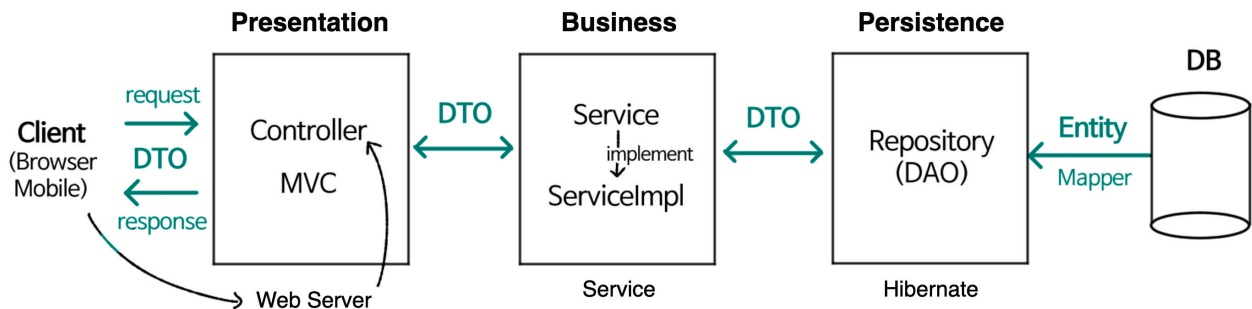 Presentation
Business
Persistence
DB
Client
(Browser
Mobile)
request
DTO
response
Controller
MVC
Web Server
DTO
Service
implement
ServiceImpl
Service
DTO
Repository
(DAO)
Hibernate
Entity
Mapper